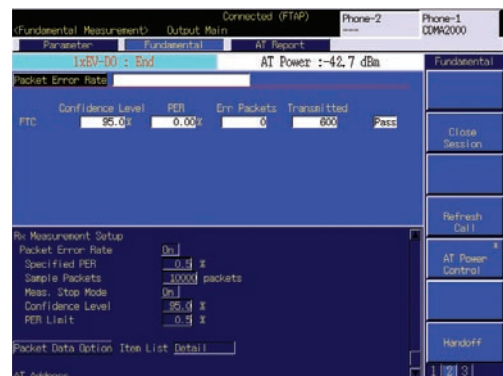 Connected (FTAP)
<Fundamental Measurement> Output Main
Phone-2
----
Phone-1
CDMA2000
Parameter Fundamental AT Report
1xEV-DO : End AT Power :-42.7 dBm Fundamental
Packet Error Rate
Confidence Level PER Err Packets Transmitted
FTC 95.0% 0.00% 0 600 Pass
Close
Session
Refresh
Call
Rx Measurement Setup
Packet Error Rate On
Specified PER 0.5 %
Sample Packets 10000 packets
Meas. Stop Mode On
Confidence Level 95.0 %
PER Limit 0.5 %
*
AT Power
Control
Packet Data Option Item List Detail
Handoff
AT Address
1 2 3